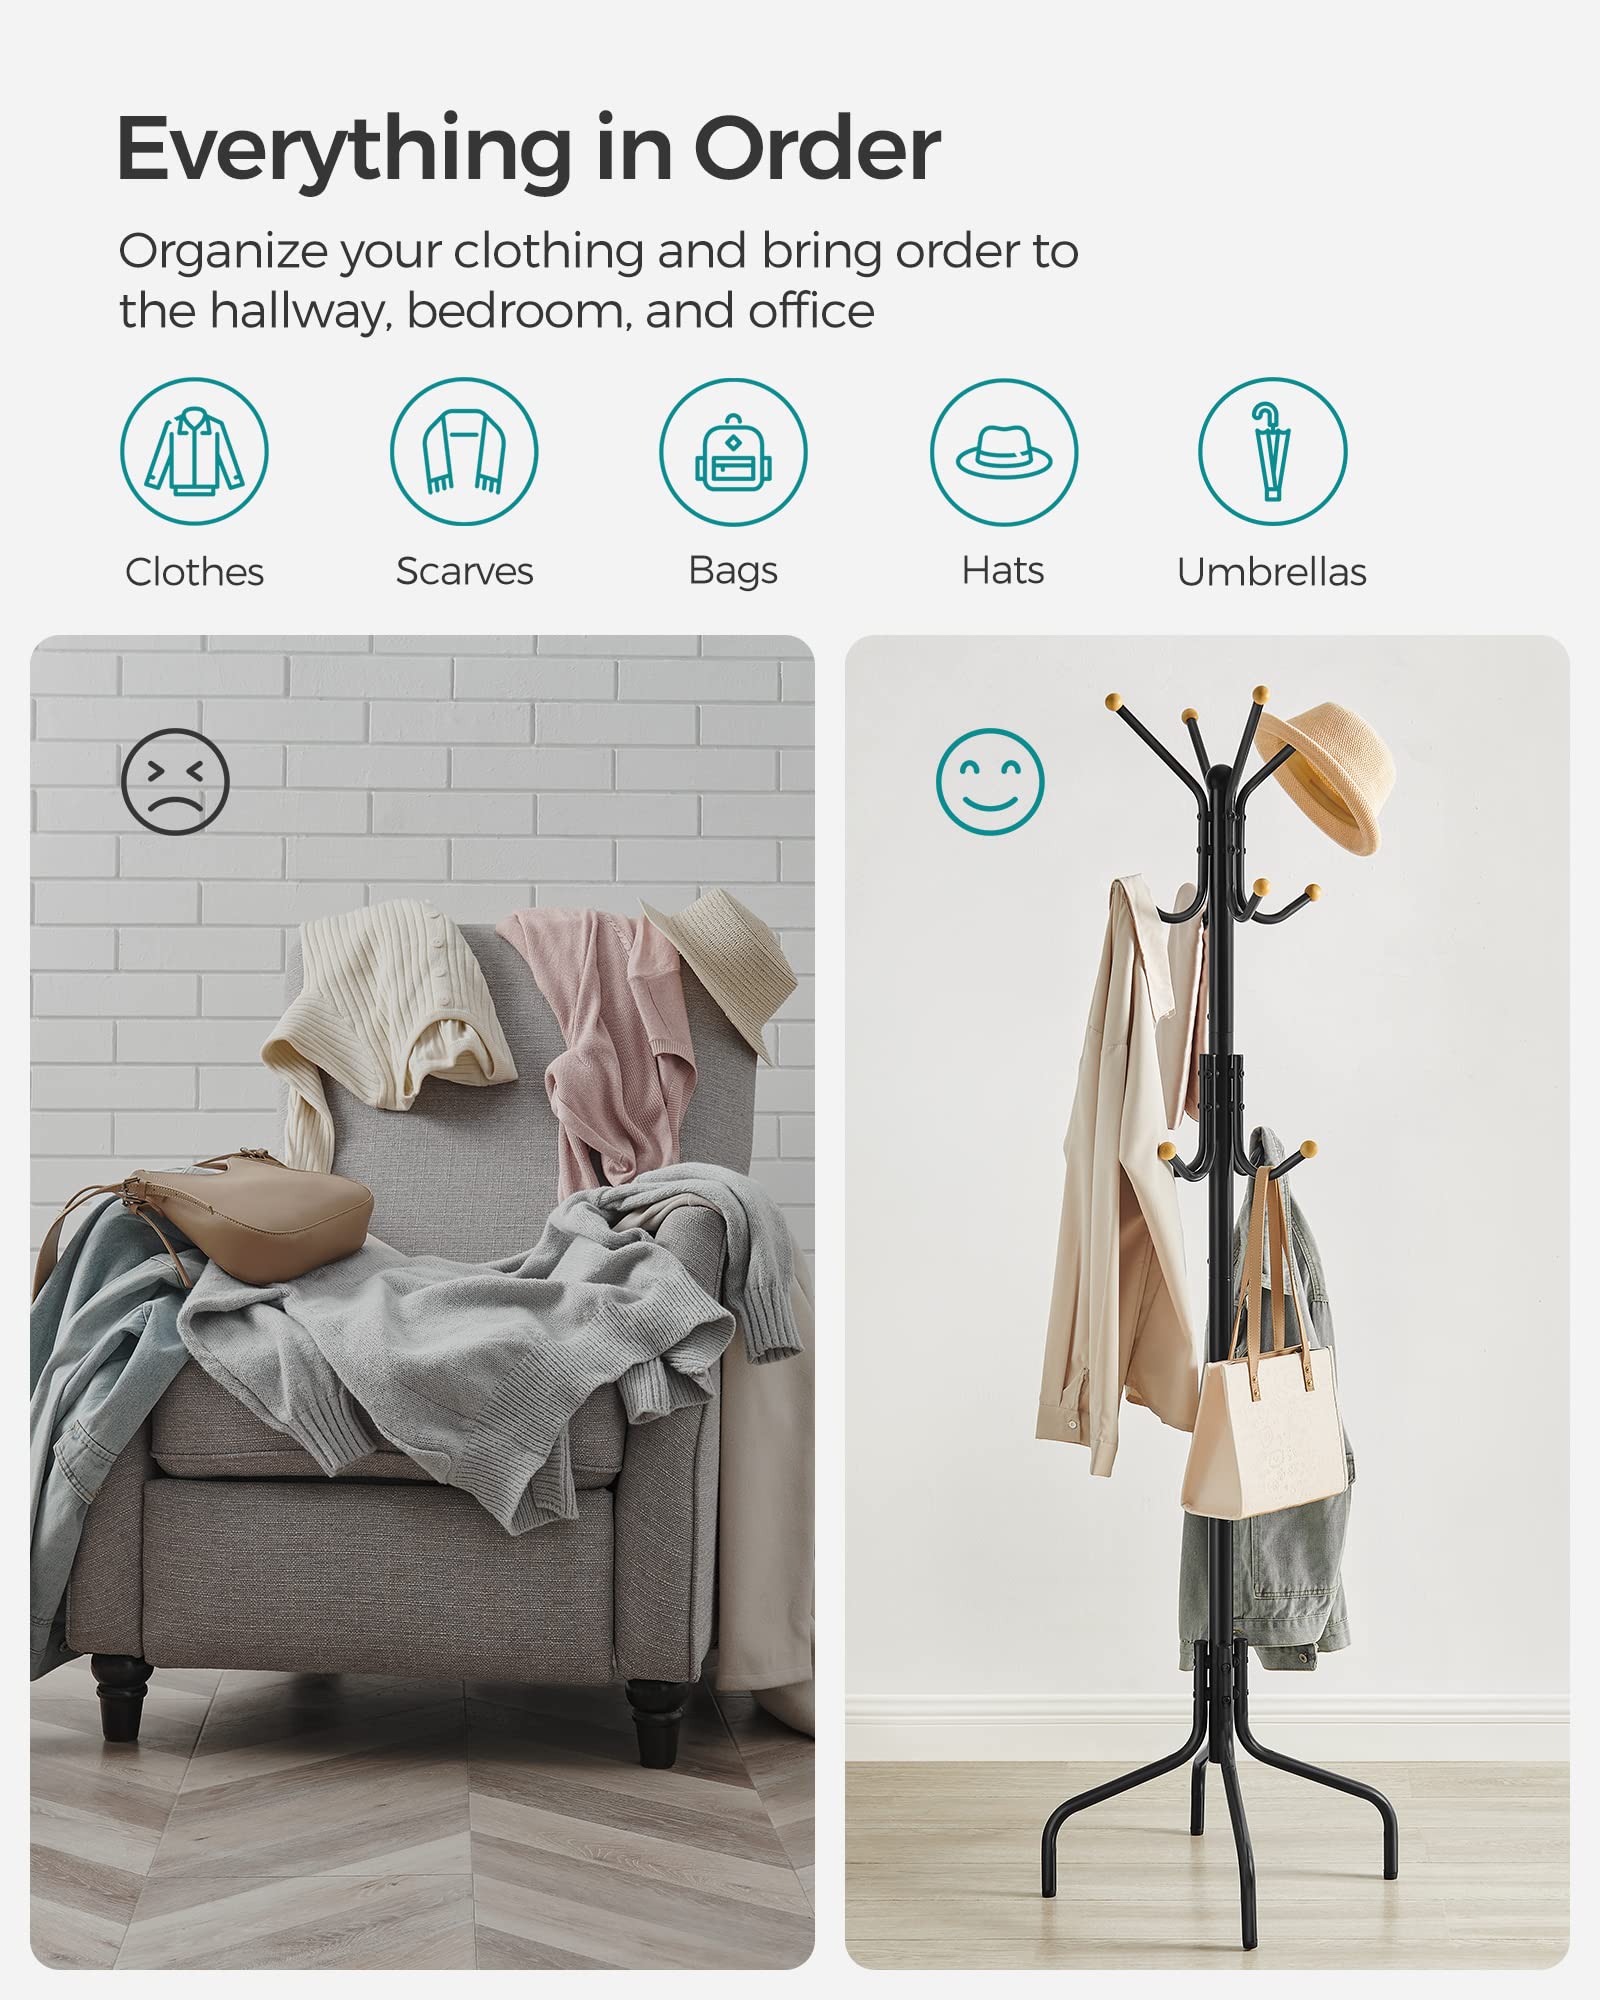 Everything in Order
Organize your clothing and bring order to
the hallway, bedroom, and office
Clothes
Scarves
Bags
Hats
Umbrellas